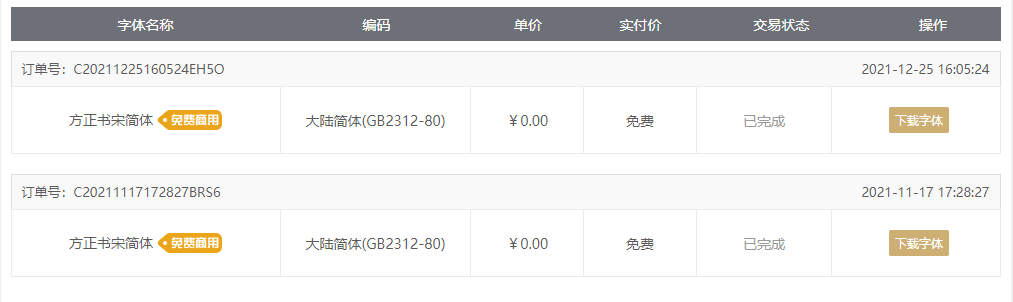 字体名称 编码 单价 实付价 交易状态 操作
订单号：C20211225160524EH5O 2021-12-25 16:05:24
方正书宋简体 免费商用 大陆简体(GB2312-80) ￥0.00 免费 已完成 下载字体
订单号：C20211117172827BRS6 2021-11-17 17:28:27
方正书宋简体 免费商用 大陆简体(GB2312-80) ￥0.00 免费 已完成 下载字体